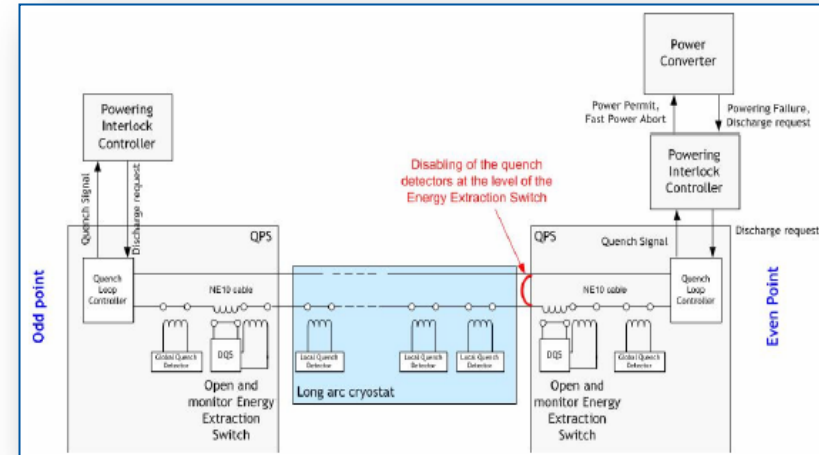 Power
Converter
Power Permit,
Fast Power Abort
Powering Failure,
Discharge request
Powering
Interlock
Controller
Powering
Interlock
Controller
Quench Signal
Discharge request
Disabling of the quench
detectors at the level of the
Energy Extraction Switch
Quench Signal
Discharge request
Odd point
QPS
Quench
Loop
Controller
NE10 cable
Global Quench
Detector
DQS
Open and
monitor Energy
Extraction
Switch
Local Quench
Detector
Local Quench
Detector
Local Quench
Detector
Long arc cryostat
QPS
NE10 cable
Quench
Loop
Controller
DQS
Global Quench
Detector
Open and
monitor Energy
Extraction
Switch
Even Point